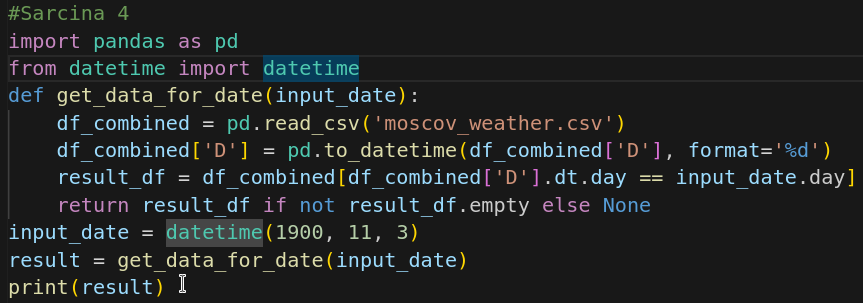 #Sarcina 4
import pandas as pd
from datetime import datetime
def get_data_for_date(input_date):
    df_combined = pd.read_csv('moscov_weather.csv')
    df_combined['D'] = pd.to_datetime(df_combined['D'], format='%d')
    result_df = df_combined[df_combined['D'].dt.day == input_date.day]
    return result_df if not result_df.empty else None
input_date = datetime(1900, 11, 3)
result = get_data_for_date(input_date)
print(result)